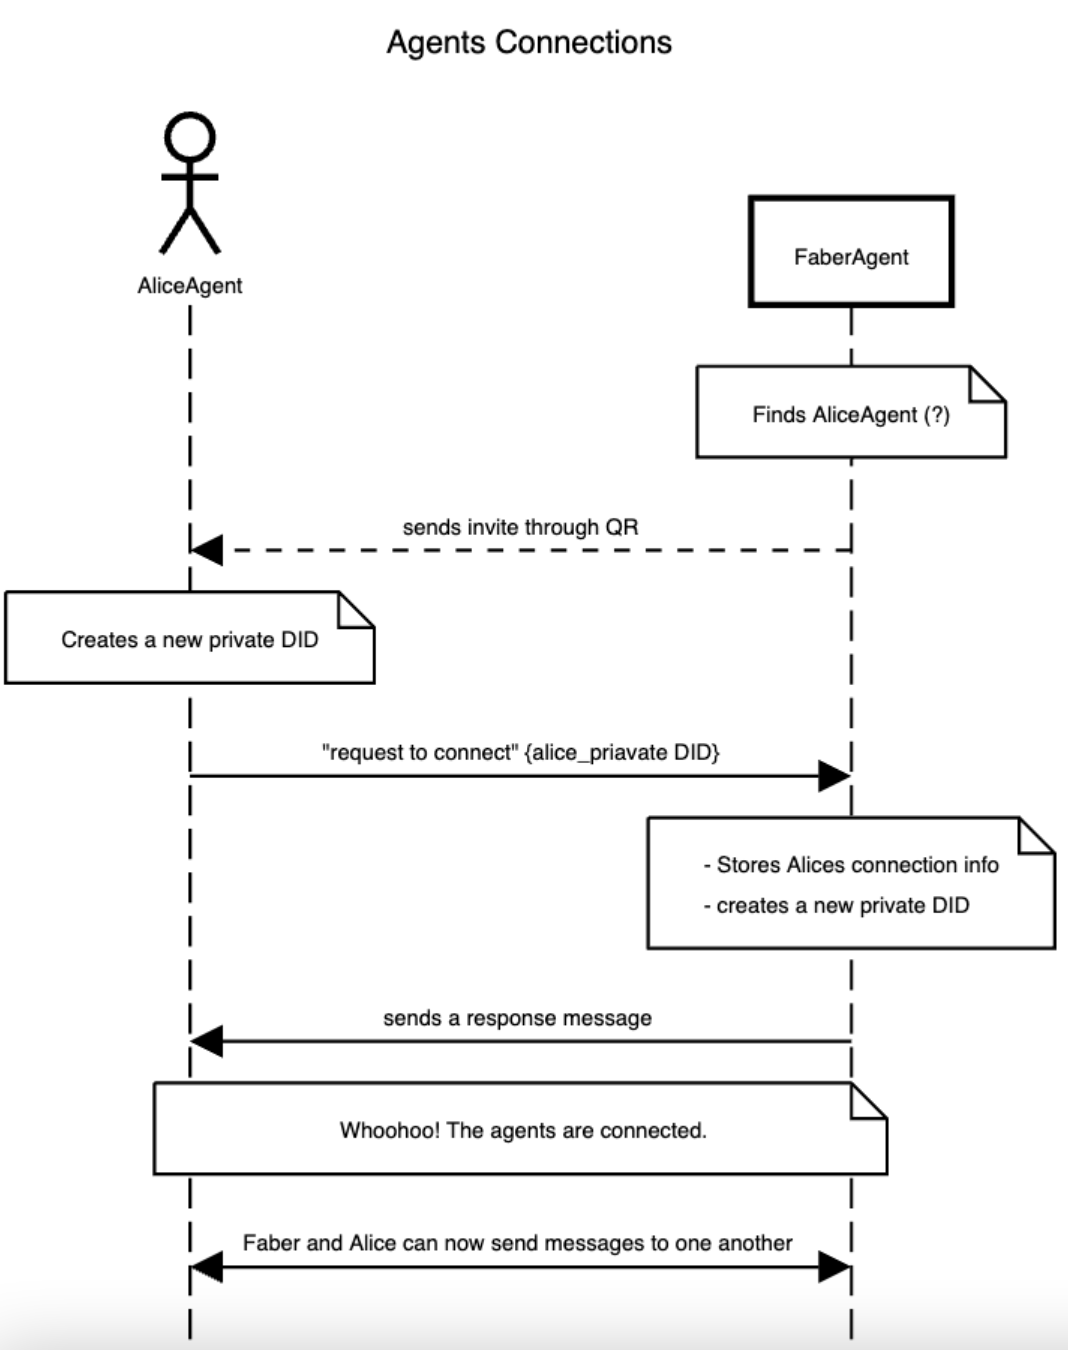 Agents Connections
AliceAgent
FaberAgent
Finds AliceAgent (?)
sends invite through QR
Creates a new private DID
"request to connect" {alice_priavate DID}
- Stores Alices connection info
- creates a new private DID
sends a response message
Whoohoo! The agents are connected.
Faber and Alice can now send messages to one another